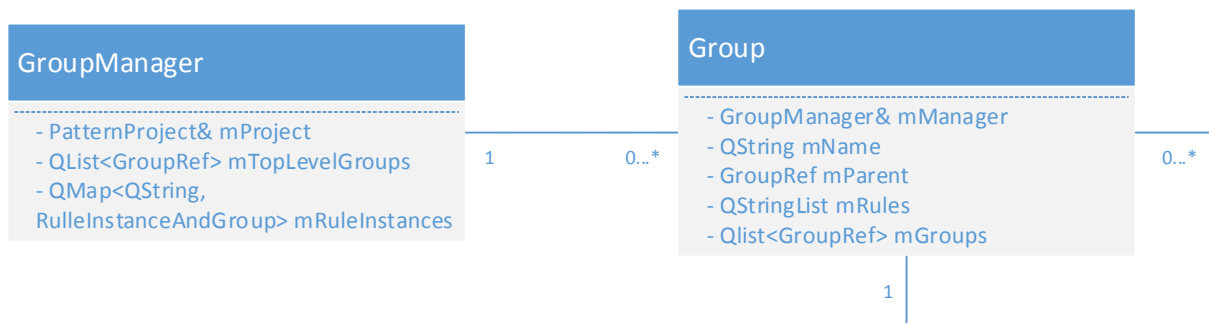 GroupManager
- PatternProject& mProject
- QList<GroupRef> mTopLevelGroups
- QMap<QString,
RulleInstanceAndGroup> mRuleInstances
1
0...*
Group
- GroupManager& mManager
- QString mName
- GroupRef mParent
- QStringList mRules
- Qlist<GroupRef> mGroups
0...*
1